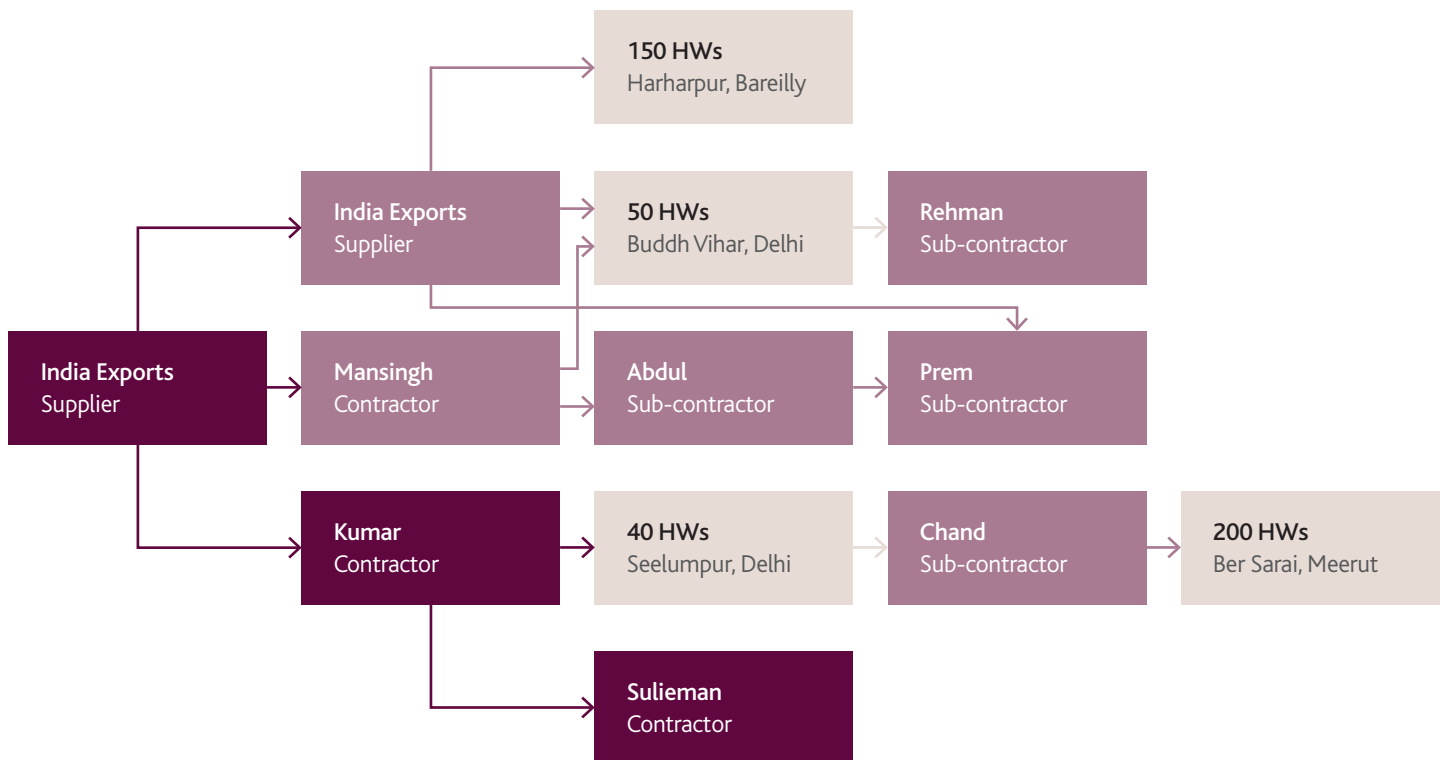 150 HWs
Harharpur, Bareilly
India Exports
Supplier
50 HWs
Buddh Vihar, Delhi
Rehman
Sub-contractor
India Exports
Supplier
Mansingh
Contractor
Abdul
Sub-contractor
Prem
Sub-contractor
Kumar
Contractor
40 HWs
Seelumpur, Delhi
Chand
Sub-contractor
200 HWs
Ber Sarai, Meerut
Sulieman
Contractor